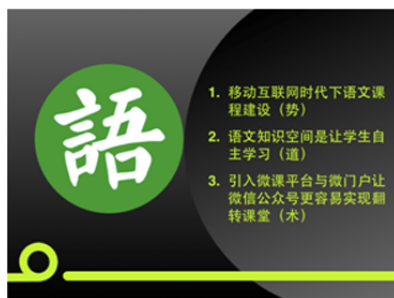 語
1. 移动互联网时代下语文课
程建设（势）
2. 语文知识空间是让学生自
主学习（道）
3. 引入微课平台与微门户让
微信公众号更容易实现翻
转课堂（术）